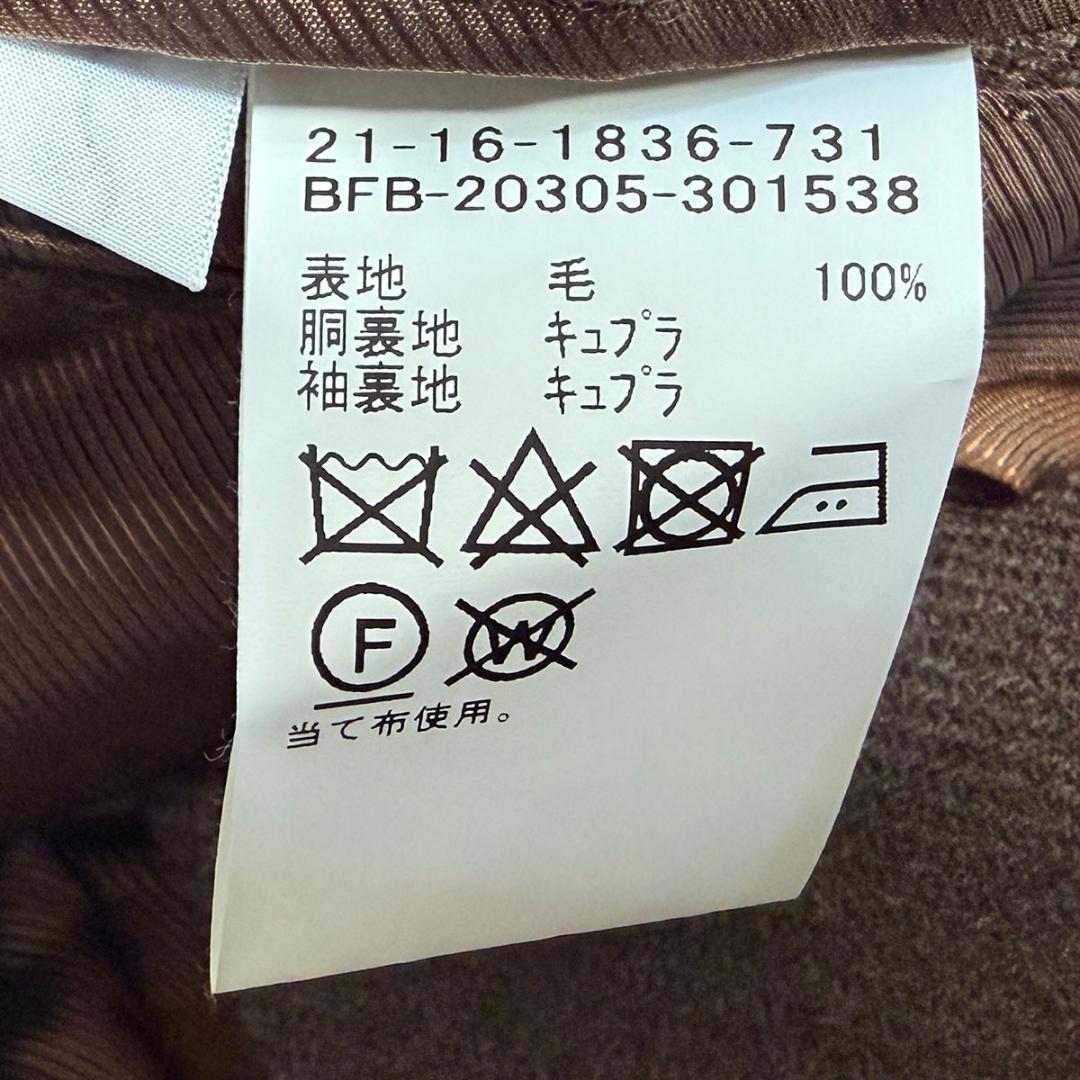 21-16-1836-731
BFB-20305-301538
表地 毛 100%
胴裏地 キュプラ
袖裏地 キュプラ
F W
当て布使用。